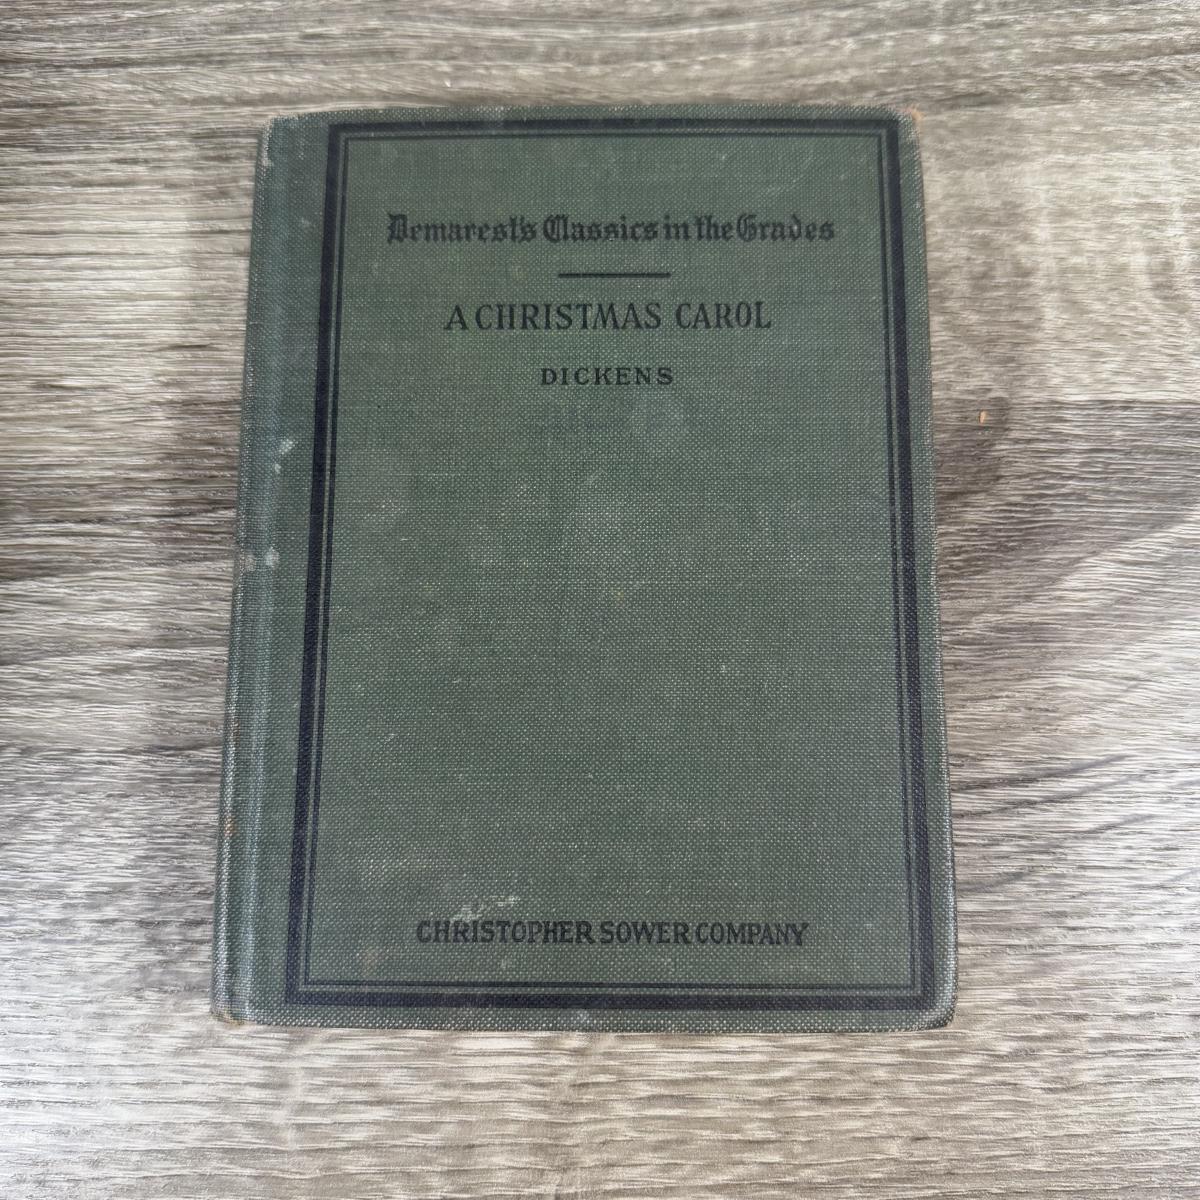 Demarest's Classics in the Grades
A CHRISTMAS CAROL
DICKENS
CHRISTOPHER SOWER COMPANY